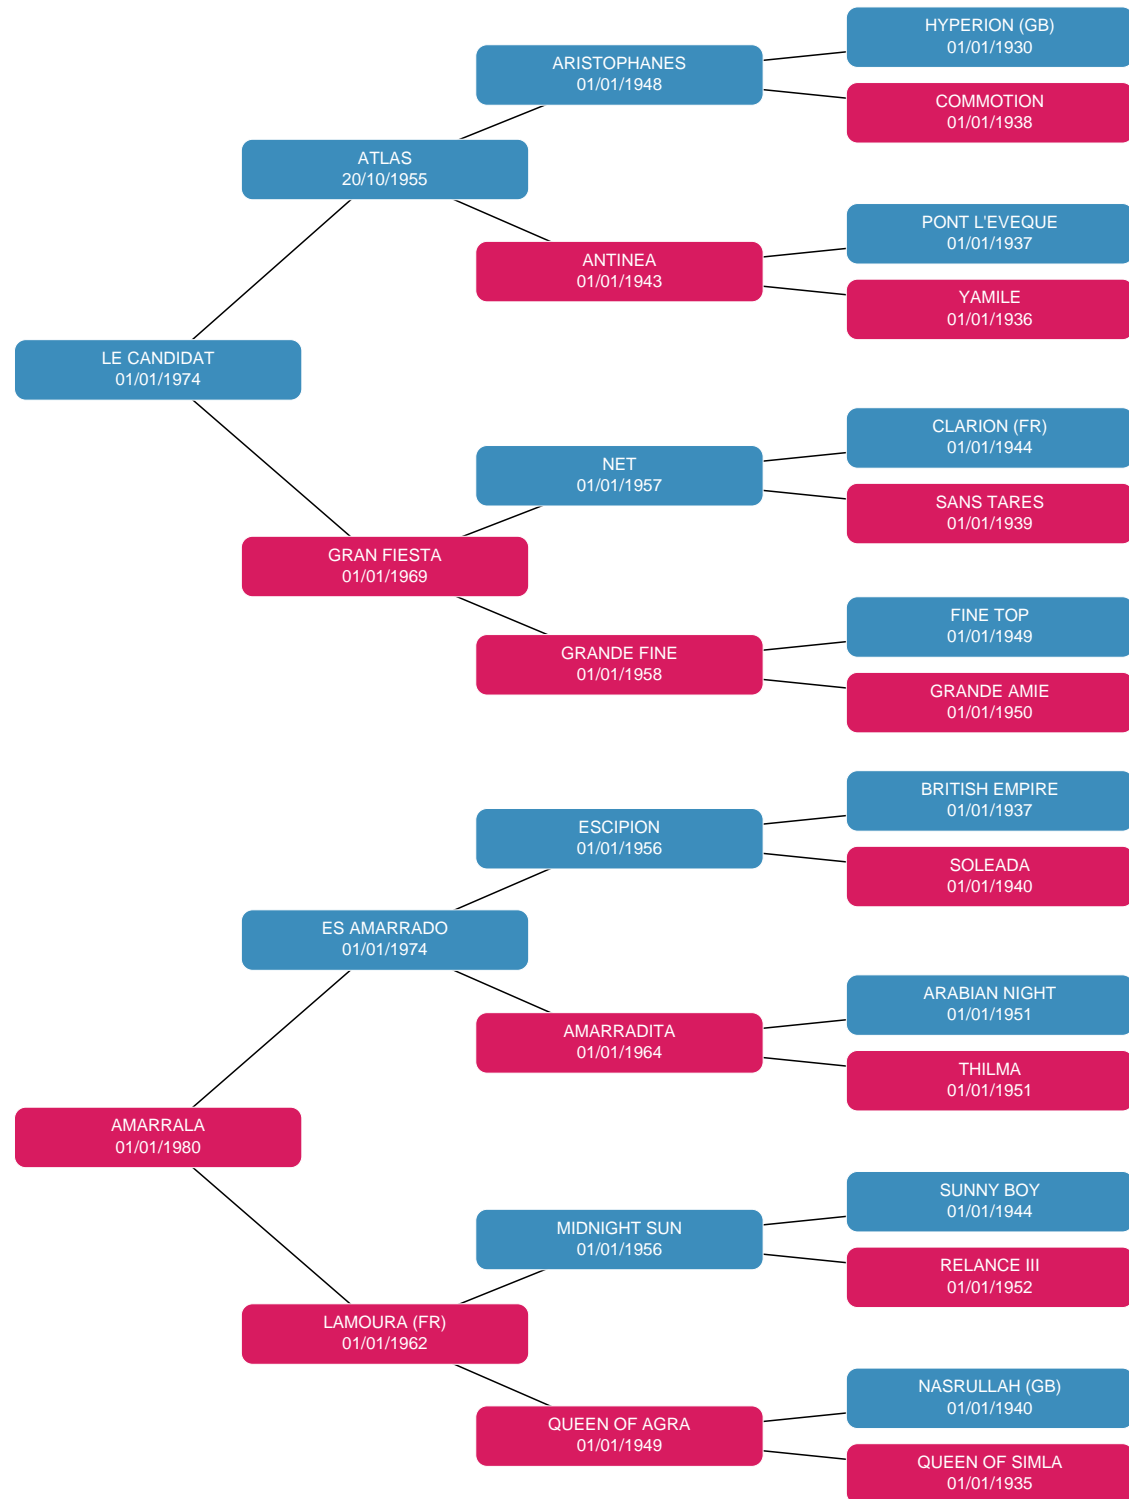 HYPERION (GB)
01/01/1930
ARISTOPHANES
01/01/1948
COMMOTION
01/01/1938
ATLAS
20/10/1955
PONT L'EVEQUE
01/01/1937
ANTINEA
01/01/1943
YAMILE
01/01/1936
LE CANDIDAT
01/01/1974
CLARION (FR)
01/01/1944
NET
01/01/1957
SANS TARES
01/01/1939
GRAN FIESTA
01/01/1969
FINE TOP
01/01/1949
GRANDE FINE
01/01/1958
GRANDE AMIE
01/01/1950
BRITISH EMPIRE
01/01/1937
ESCIPION
01/01/1956
SOLEADA
01/01/1940
ES AMARRADO
01/01/1974
ARABIAN NIGHT
01/01/1951
AMARRADITA
01/01/1964
THILMA
01/01/1951
AMARRALA
01/01/1980
SUNNY BOY
01/01/1944
MIDNIGHT SUN
01/01/1956
RELANCE III
01/01/1952
LAMOURA (FR)
01/01/1962
NASRULLAH (GB)
01/01/1940
QUEEN OF AGRA
01/01/1949
QUEEN OF SIMLA
01/01/1935